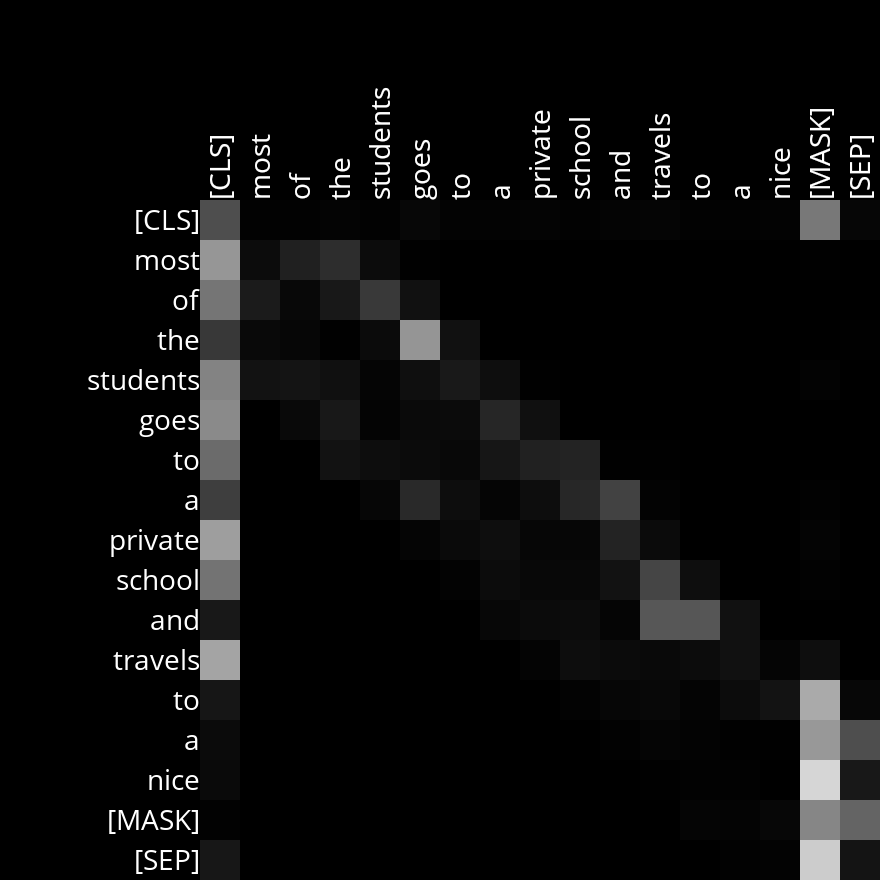 [CLS] most of the students goes to a private school and travels to a nice [MASK] [SEP]
[CLS]
most
of
the
students
goes
to
a
private
school
and
travels
to
a
nice
[MASK]
[SEP]